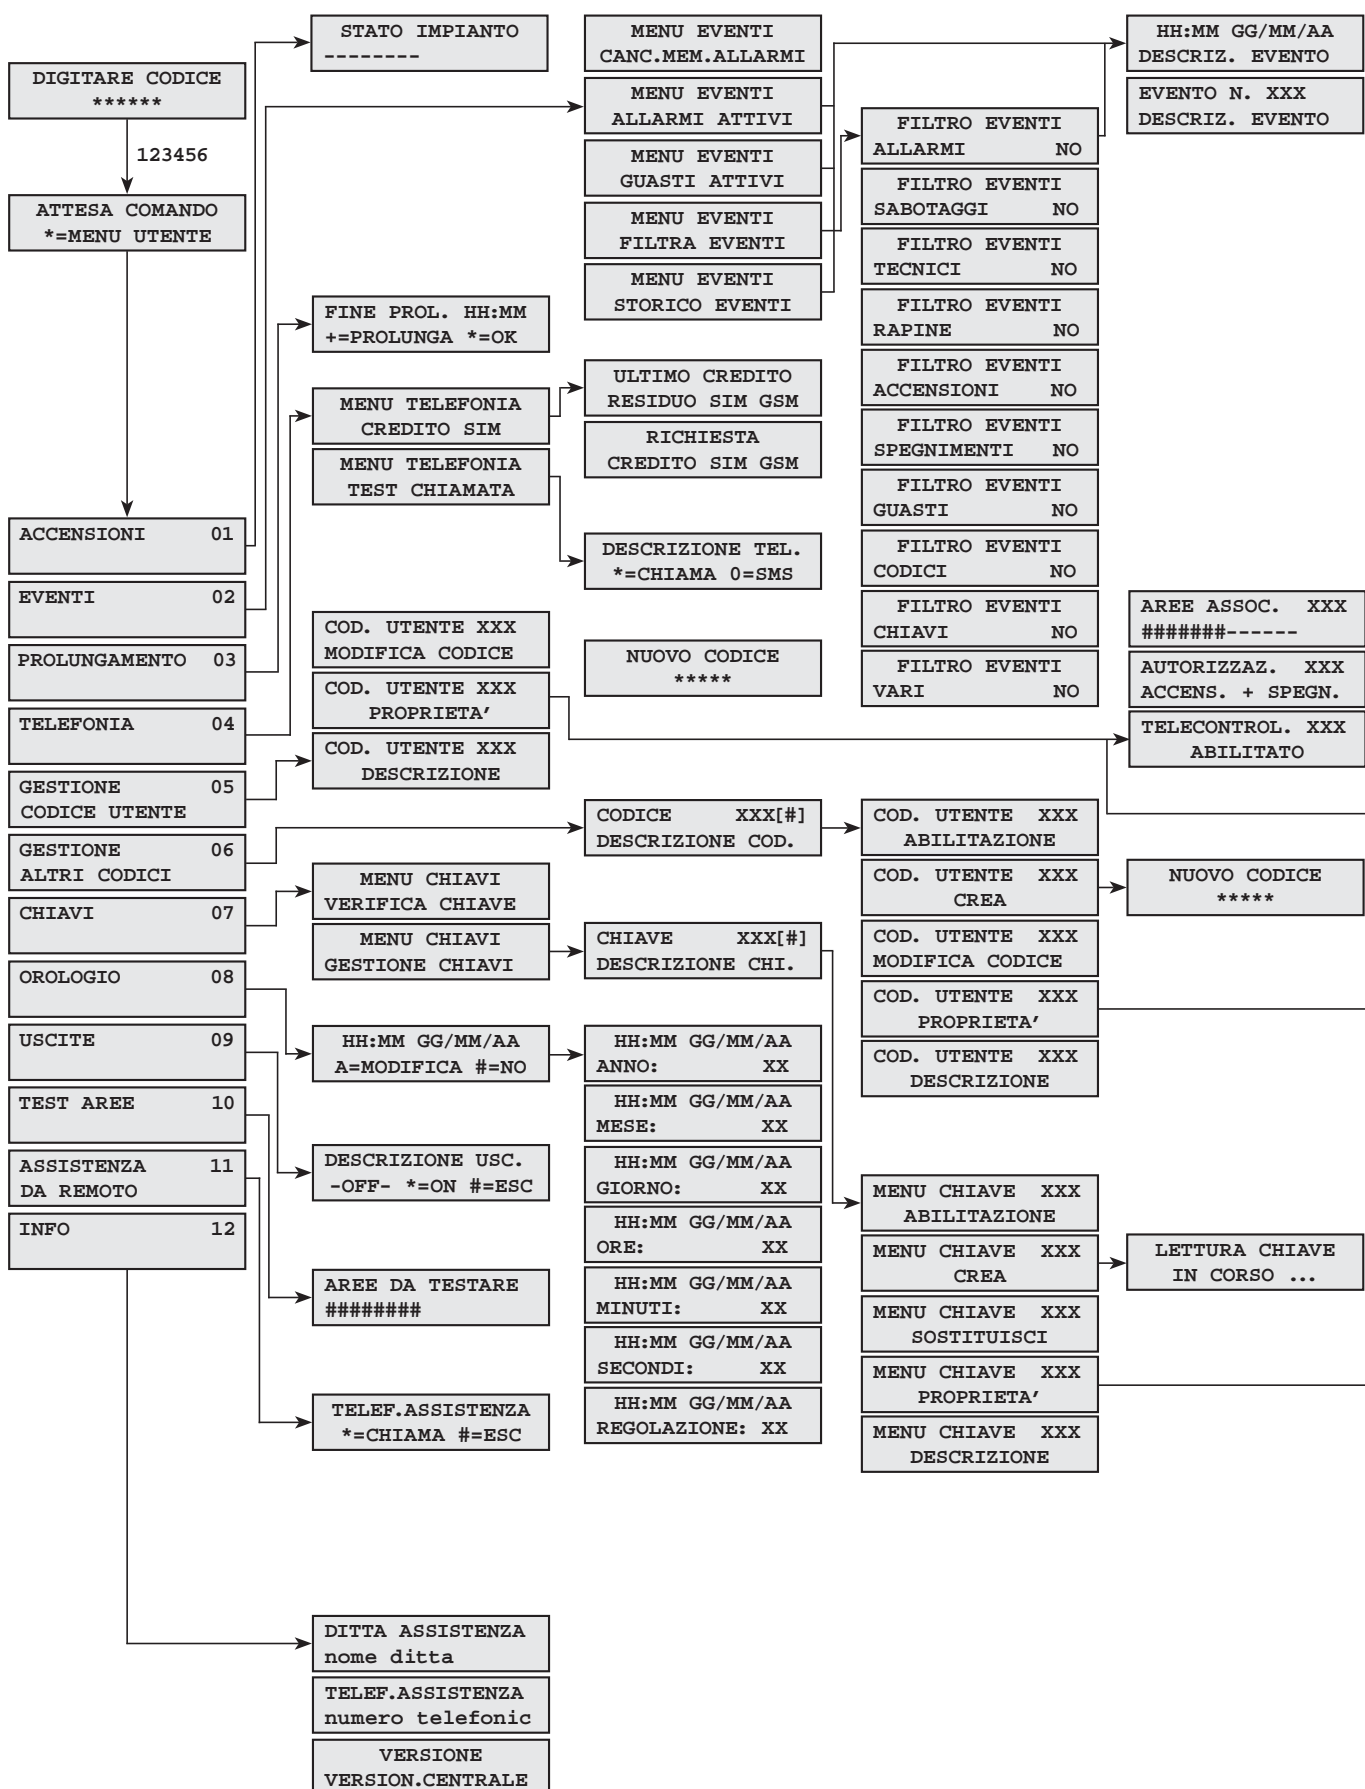 DIGITARE CODICE
******
123456
ATTESA COMANDO
*=MENU UTENTE
ACCENSIONI 01
EVENTI 02
PROLUNGAMENTO 03
TELEFONIA 04
GESTIONE 05
CODICE UTENTE
GESTIONE 06
ALTRI CODICI
CHIAVI 07
OROLOGIO 08
USCITE 09
TEST AREE 10
ASSISTENZA 11
DA REMOTO
INFO 12
STATO IMPIANTO
--------
FINE PROL. HH:MM
+=PROLUNGA *=OK
MENU TELEFONIA
CREDITO SIM
MENU TELEFONIA
TEST CHIAMATA
COD. UTENTE XXX
MODIFICA CODICE
COD. UTENTE XXX
PROPRIETA’
COD. UTENTE XXX
DESCRIZIONE
MENU CHIAVI
VERIFICA CHIAVE
MENU CHIAVI
GESTIONE CHIAVI
HH:MM GG/MM/AA
A=MODIFICA #=NO
DESCRIZIONE USC.
-OFF- *=ON #=ESC
AREE DA TESTARE
########
TELEF.ASSISTENZA
*=CHIAMA #=ESC
DITTA ASSISTENZA
nome ditta
TELEF.ASSISTENZA
numero telefonic
VERSIONE
VERSION.CENTRALE
MENU EVENTI
CANC.MEM.ALLARMI
MENU EVENTI
ALLARMI ATTIVI
MENU EVENTI
GUASTI ATTIVI
MENU EVENTI
FILTRA EVENTI
MENU EVENTI
STORICO EVENTI
ULTIMO CREDITO
RESIDUO SIM GSM
RICHIESTA
CREDITO SIM GSM
DESCRIZIONE TEL.
*=CHIAMA 0=SMS
NUOVO CODICE
*****
CODICE XXX[#]
DESCRIZIONE COD.
CHIAVE XXX[#]
DESCRIZIONE CHI.
HH:MM GG/MM/AA
ANNO: XX
HH:MM GG/MM/AA
MESE: XX
HH:MM GG/MM/AA
GIORNO: XX
HH:MM GG/MM/AA
ORE: XX
HH:MM GG/MM/AA
MINUTI: XX
HH:MM GG/MM/AA
SECONDI: XX
HH:MM GG/MM/AA
REGOLAZIONE: XX
FILTRO EVENTI
ALLARMI NO
FILTRO EVENTI
SABOTAGGI NO
FILTRO EVENTI
TECNICI NO
FILTRO EVENTI
RAPINE NO
FILTRO EVENTI
ACCENSIONI NO
FILTRO EVENTI
SPEGNIMENTI NO
FILTRO EVENTI
GUASTI NO
FILTRO EVENTI
CODICI NO
FILTRO EVENTI
CHIAVI NO
FILTRO EVENTI
VARI NO
COD. UTENTE XXX
ABILITAZIONE
COD. UTENTE XXX
CREA
COD. UTENTE XXX
MODIFICA CODICE
COD. UTENTE XXX
PROPRIETA’
COD. UTENTE XXX
DESCRIZIONE
MENU CHIAVE XXX
ABILITAZIONE
MENU CHIAVE XXX
CREA
MENU CHIAVE XXX
SOSTITUISCI
MENU CHIAVE XXX
PROPRIETA’
MENU CHIAVE XXX
DESCRIZIONE
HH:MM GG/MM/AA
DESCRIZ. EVENTO
EVENTO N. XXX
DESCRIZ. EVENTO
AREE ASSOC. XXX
#######------
AUTORIZZAZ. XXX
ACCENS. + SPEGN.
TELECONTROL. XXX
ABILITATO
NUOVO CODICE
*****
LETTURA CHIAVE
IN CORSO ...